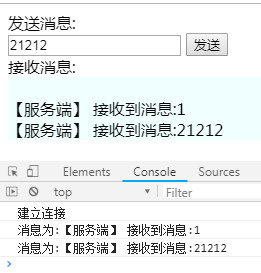 发送消息:
21212 发送
接收消息:
【服务端】 接收到消息:1
【服务端】 接收到消息:21212
Elements Console Sources
top Filter
建立连接
消息为:【服务端】 接收到消息:1
消息为:【服务端】 接收到消息:21212